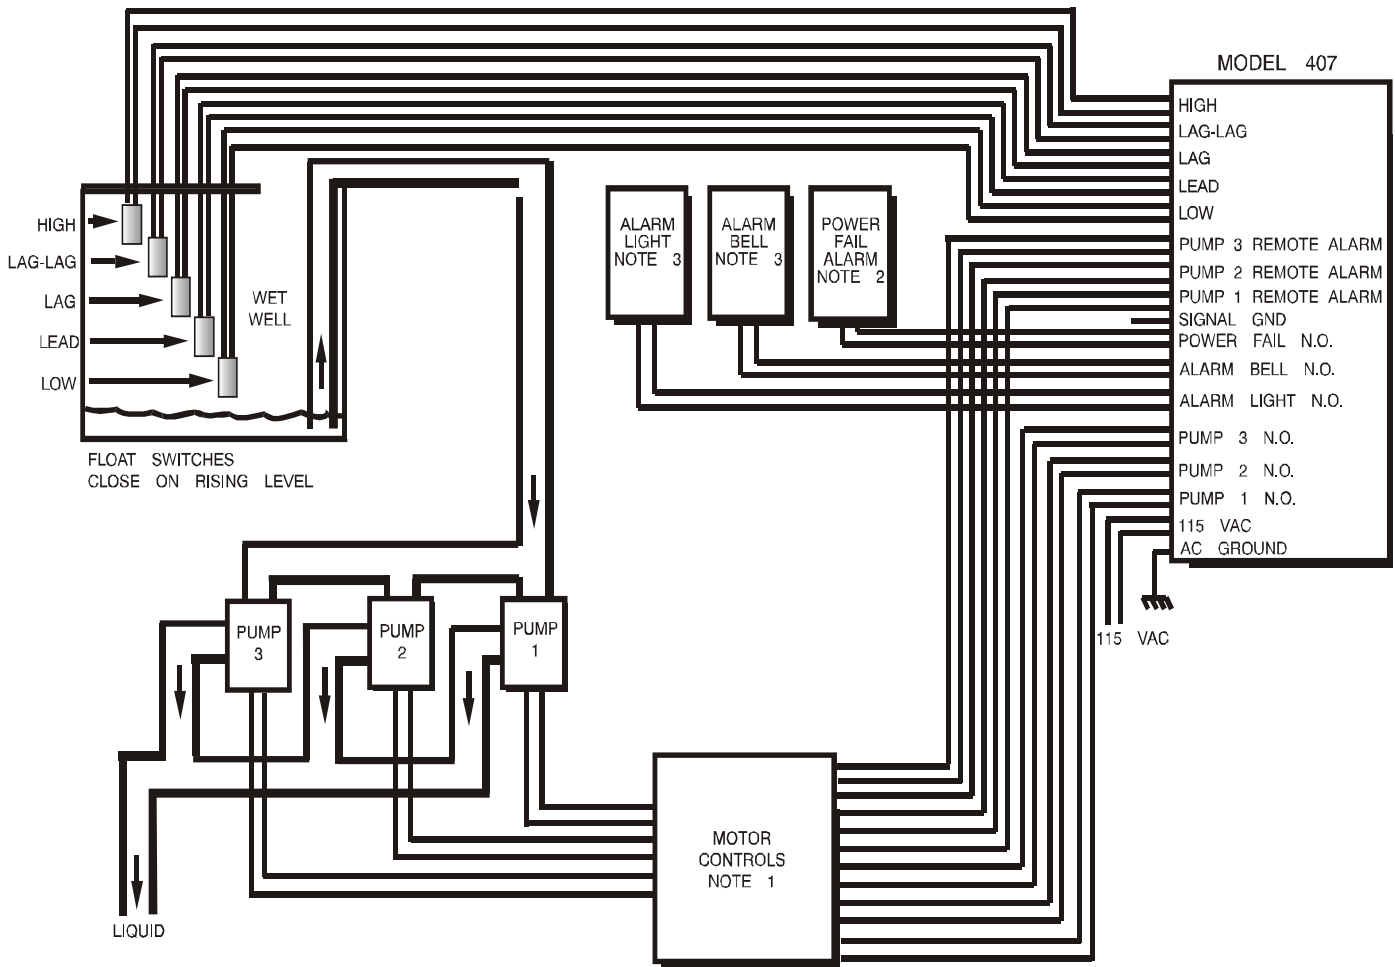 MODEL 407
HIGH
LAG-LAG
LAG
LEAD
LOW
PUMP 3 REMOTE ALARM
PUMP 2 REMOTE ALARM
PUMP 1 REMOTE ALARM
SIGNAL GND
POWER FAIL N.O.
ALARM BELL N.O.
ALARM LIGHT N.O.
PUMP 3 N.O.
PUMP 2 N.O.
PUMP 1 N.O.
115 VAC
AC GROUND
115 VAC
ALARM
LIGHT
NOTE 3
ALARM
BELL
NOTE 3
POWER
FAIL
ALARM
NOTE 2
HIGH
LAG-LAG
LAG
LEAD
LOW
WET
WELL
FLOAT SWITCHES
CLOSE ON RISING LEVEL
PUMP
3
PUMP
2
PUMP
1
MOTOR
CONTROLS
NOTE 1
LIQUID